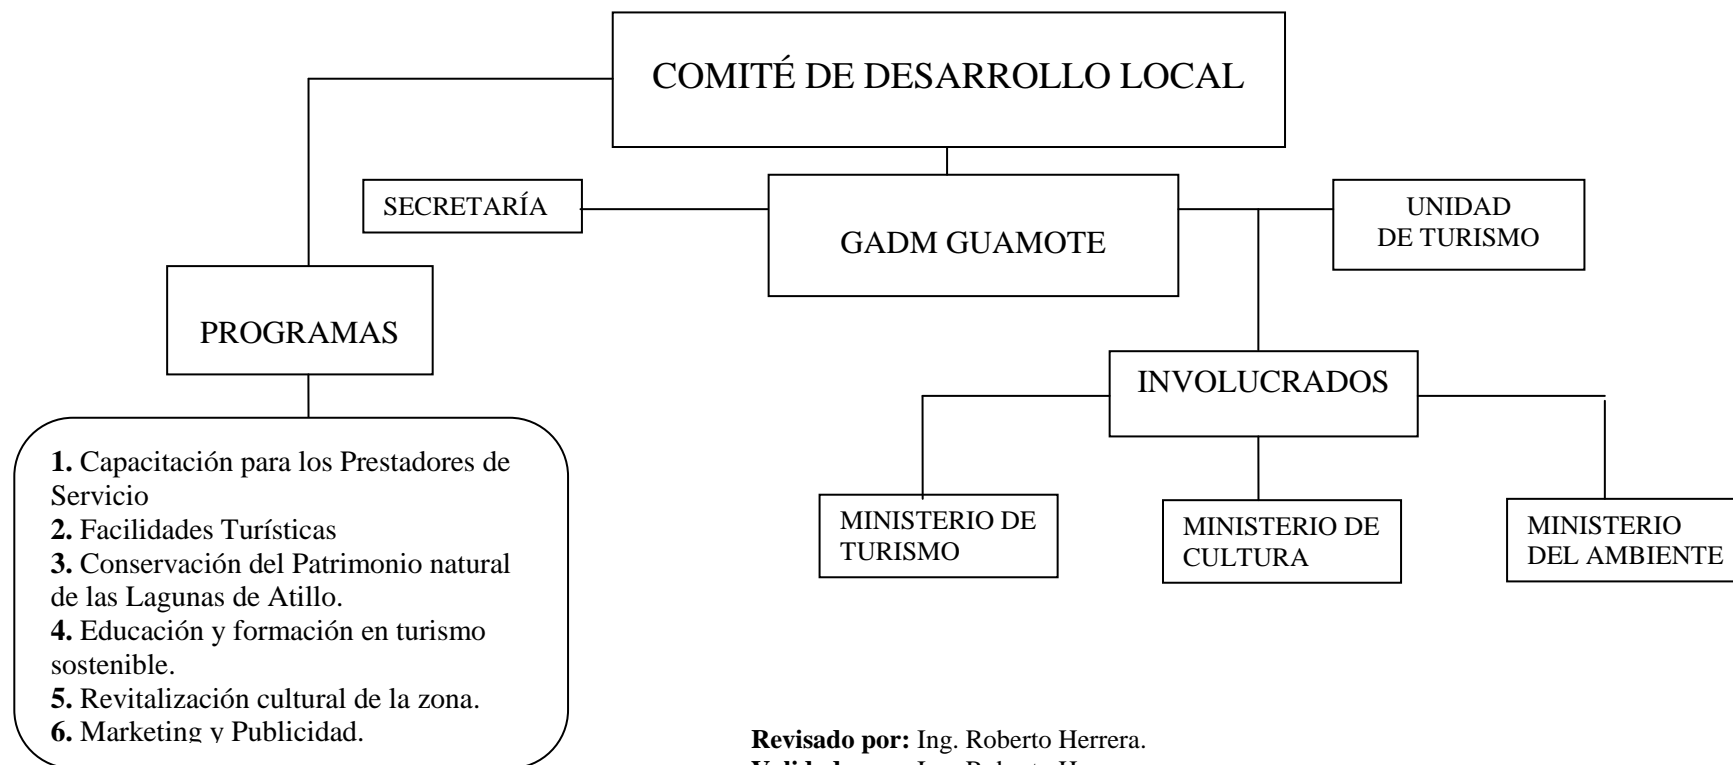 COMITÉ DE DESARROLLO LOCAL
SECRETARÍA
GADM GUAMOTE
UNIDAD
DE TURISMO
PROGRAMAS
INVOLUCRADOS
1. Capacitación para los Prestadores de
Servicio
2. Facilidades Turísticas
3. Conservación del Patrimonio natural
de las Lagunas de Atillo.
4. Educación y formación en turismo
sostenible.
5. Revitalización cultural de la zona.
6. Marketing y Publicidad.
MINISTERIO DE
TURISMO
MINISTERIO DE
CULTURA
MINISTERIO
DEL AMBIENTE
Revisado por: Ing. Roberto Herrera.